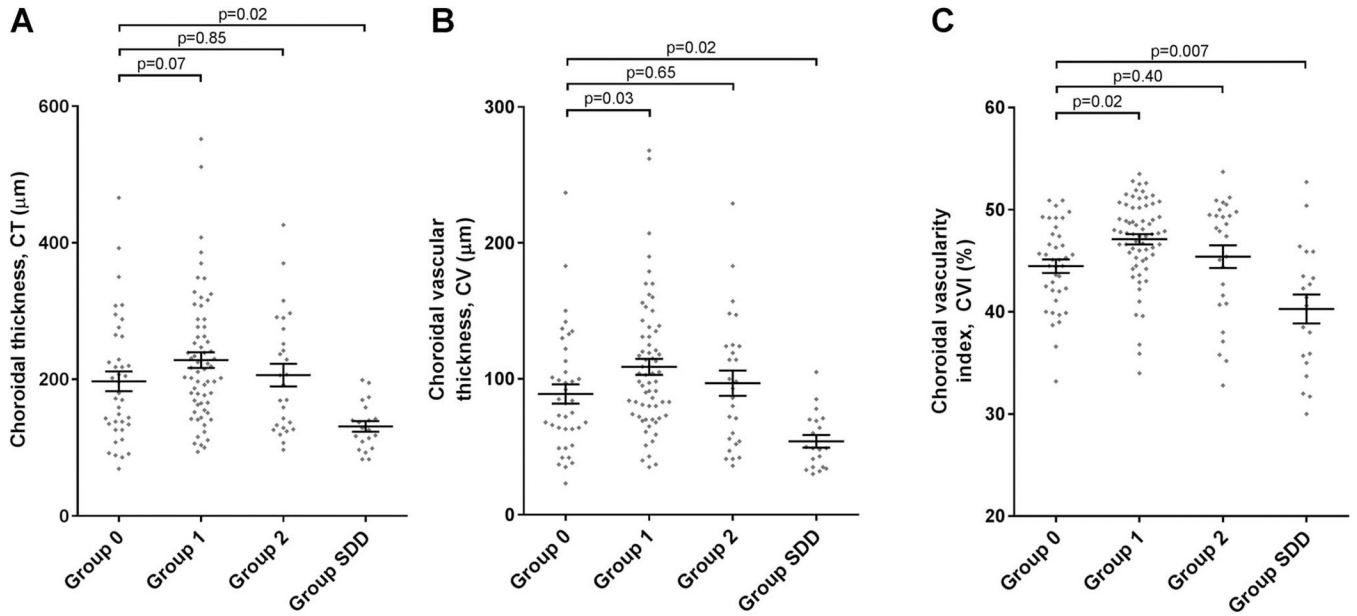 A
p=0.02
p=0.85
p=0.07
Choroidal thickness, CT (μm)
600
400
200
0
Group 0
Group 1
Group 2
Group SDD
B
p=0.02
p=0.65
p=0.03
Choroidal vascular
thickness, CV (μm)
300
200
100
0
Group 0
Group 1
Group 2
Group SDD
C
p=0.007
p=0.40
p=0.02
Choroidal vascularity
index, CVI (%)
60
50
40
30
20
Group 0
Group 1
Group 2
Group SDD